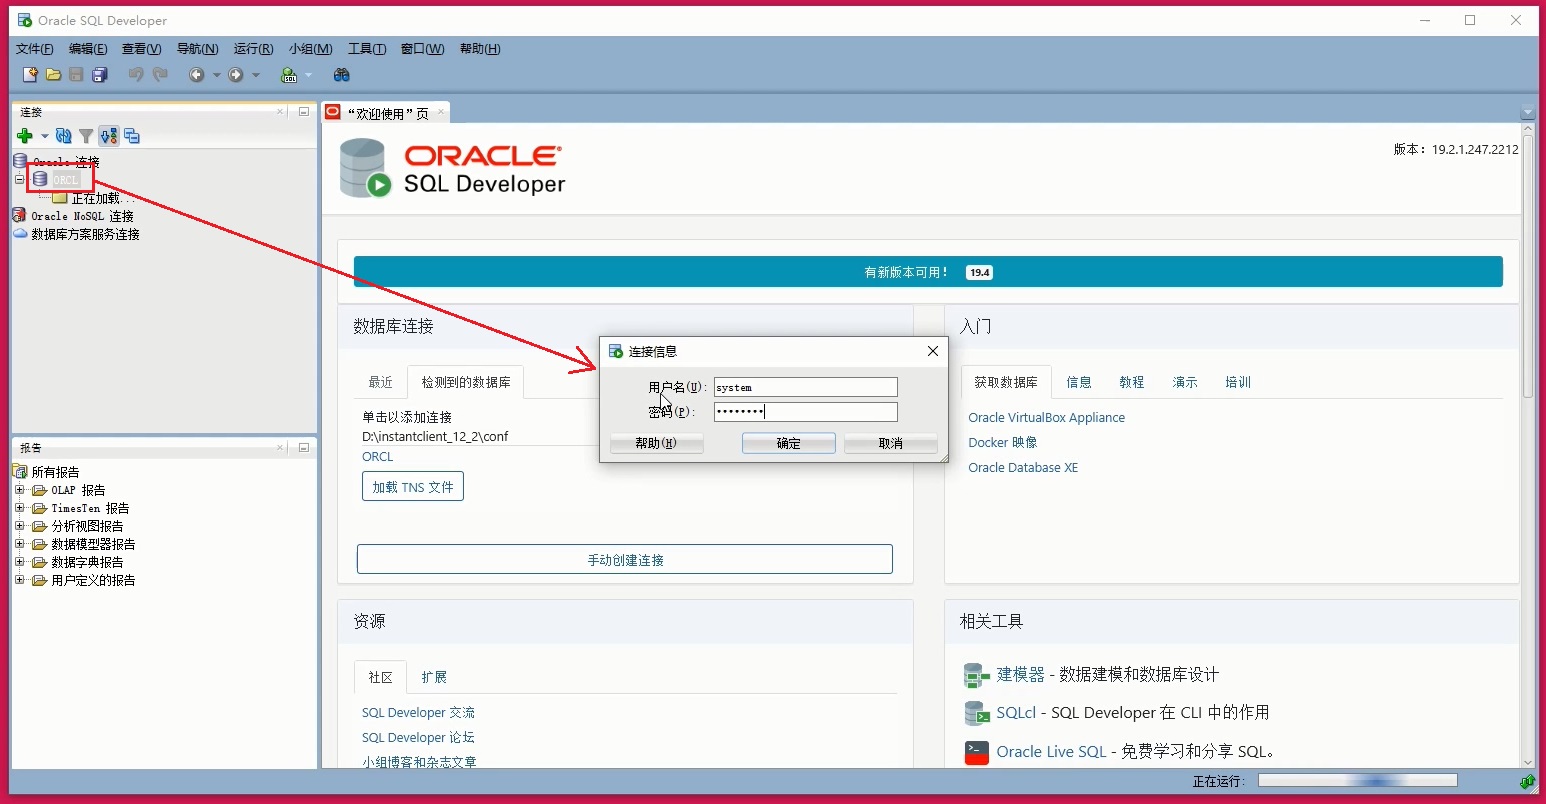 Oracle SQL Developer
文件(F) 编辑(E) 查看(V) 导航(N) 运行(R) 小组(M) 工具(T) 窗口(W) 帮助(H)
连接
Oracle 连接
ORCL
正在加载...
Oracle NoSQL 连接
数据库方案服务连接
报告
所有报告
OLAP 报告
TimesTen 报告
分析视图报告
数据模型器报告
数据字典报告
用户定义的报告
“欢迎使用”页
ORACLE
SQL Developer
版本：19.2.1.247.2212
有新版本可用！ 19.4
数据库连接
最近 检测到的数据库
单击以添加连接
D:\instantclient_12_2\conf
ORCL
加载 TNS 文件
手动创建连接
入门
获取数据库 信息 教程 演示 培训
Oracle VirtualBox Appliance
Docker 映像
Oracle Database XE
连接信息
用户名(U): system
密码(P): ••••••••
帮助(H) 确定 取消
资源
社区 扩展
SQL Developer 交流
SQL Developer 论坛
小组博客和杂志文章
相关工具
建模器 - 数据建模和数据库设计
SQLcl - SQL Developer 在 CLI 中的作用
Oracle Live SQL - 免费学习和分享 SQL。
正在运行: